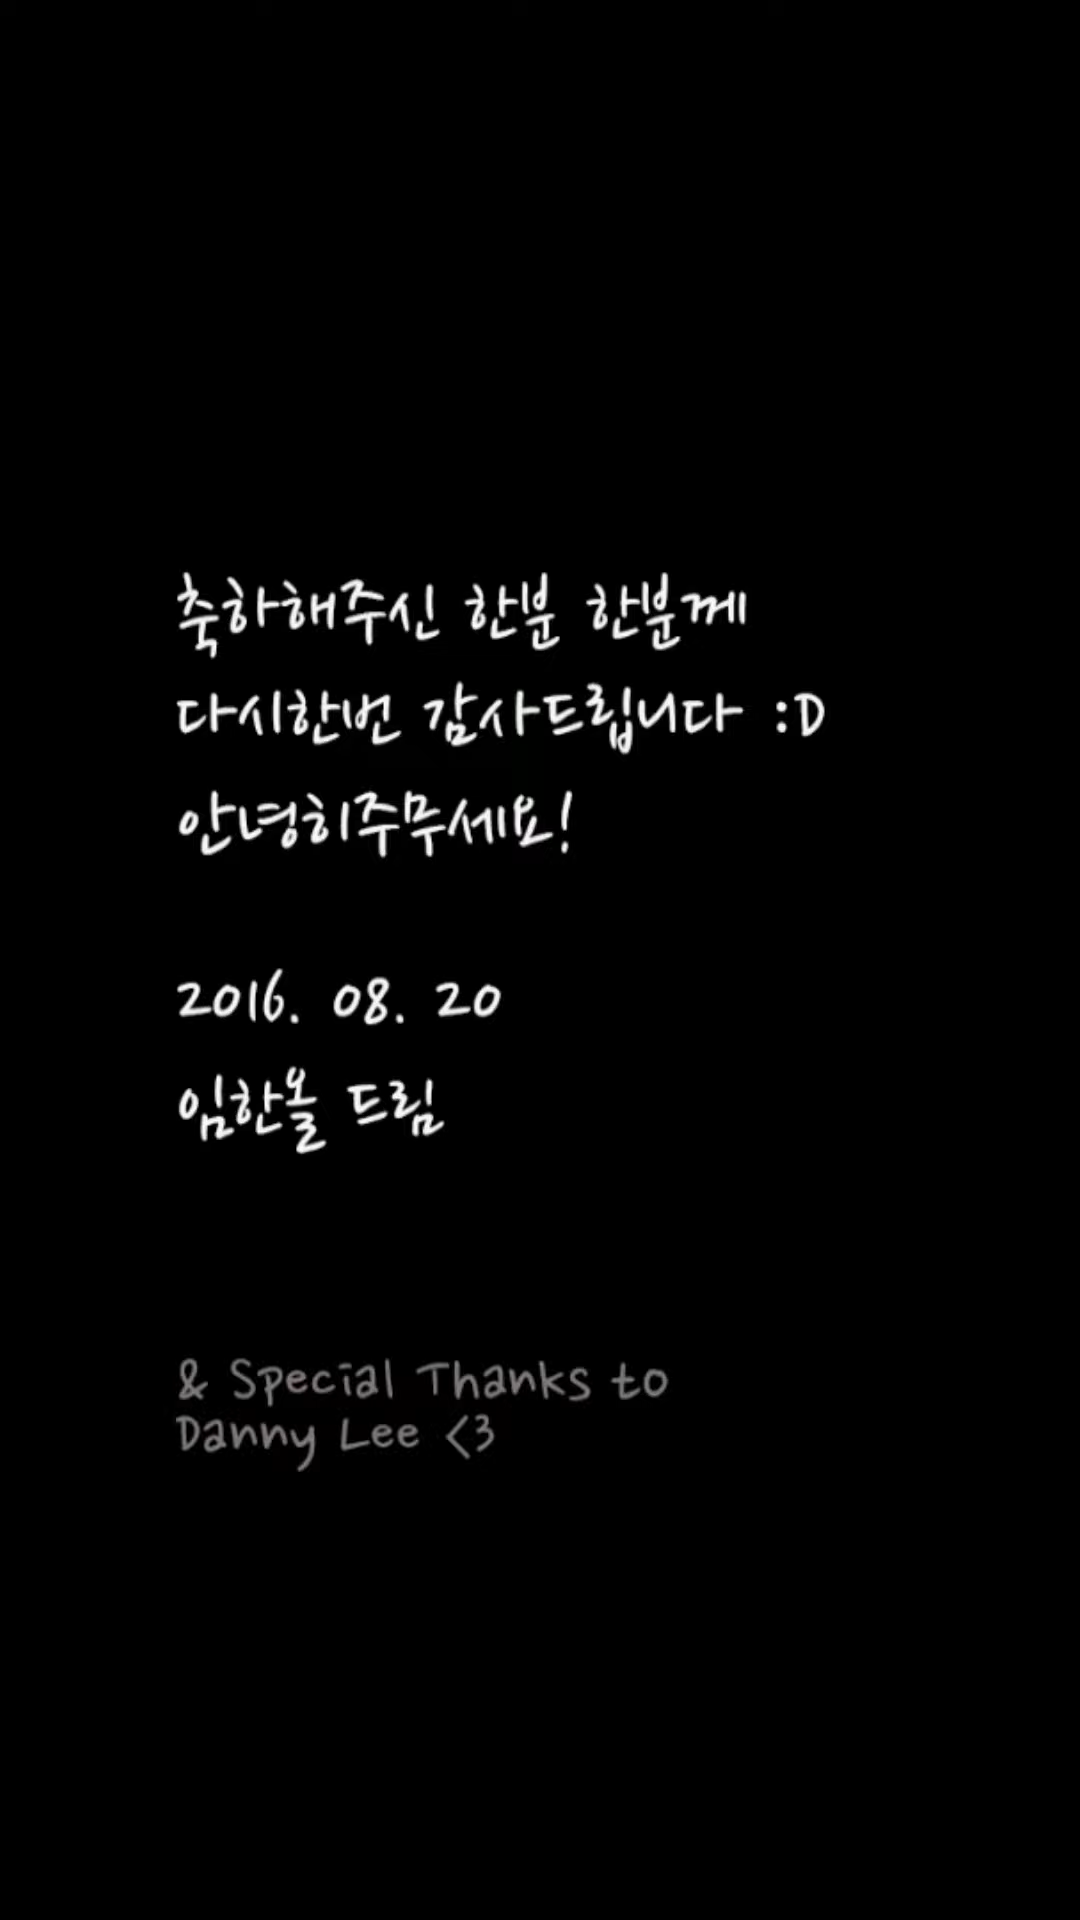 축하해주신 한분 한분께
다시한번 감사드립니다 :D
안녕히주무세요!
2016. 08. 20
임한올 드림
& Special Thanks to
Danny Lee <3